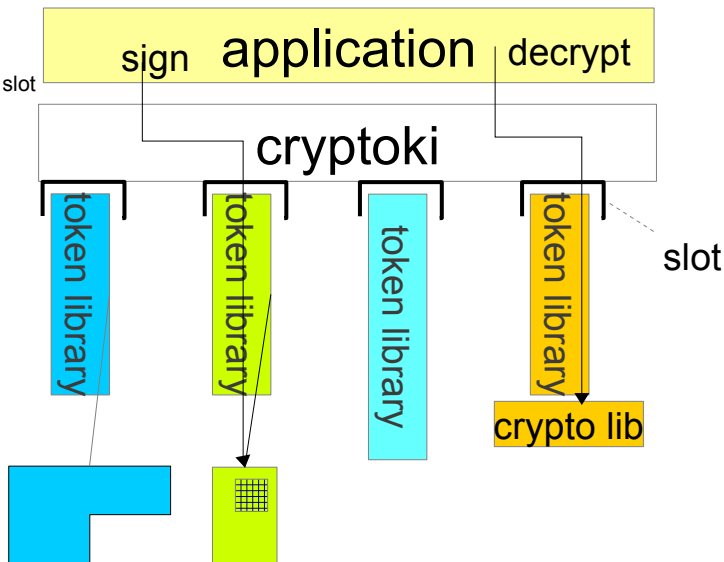 sign application decrypt
slot
cryptoki
token library
token library
token library
token library
slot
crypto lib